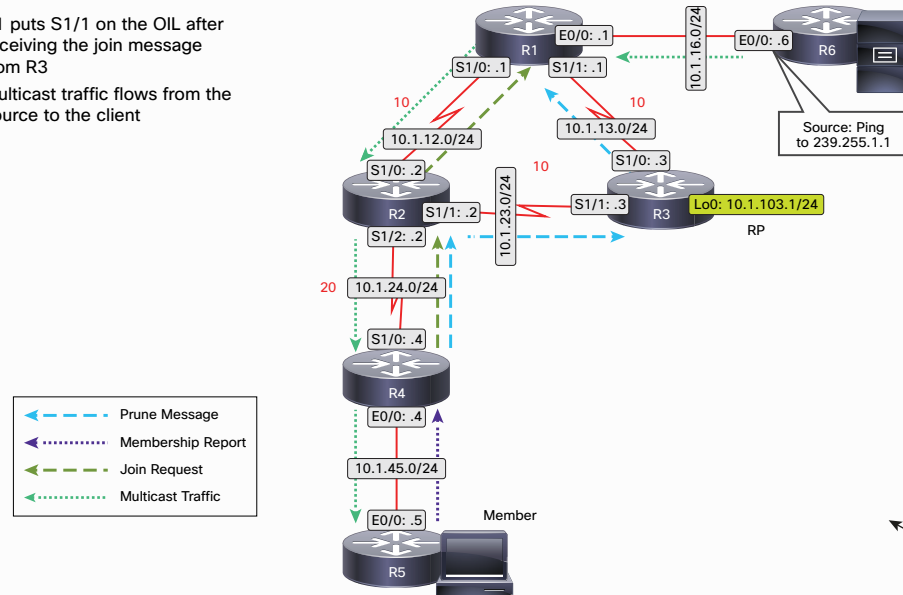 1 puts S1/1 on the OIL after
ceiving the join message
om R3
ulticast traffic flows from the
ource to the client
R1
E0/0: .1
10.1.16.0/24
E0/0: .6
R6
S1/0: .1
S1/1: .1
10
10
10.1.12.0/24
10.1.13.0/24
Source: Ping
to 239.255.1.1
S1/0: .2
10
S1/0: .3
R2
S1/1: .2
10.1.23.0/24
S1/1: .3
R3
Lo0: 10.1.103.1/24
RP
S1/2: .2
20
10.1.24.0/24
S1/0: .4
R4
E0/0: .4
Prune Message
Membership Report
Join Request
Multicast Traffic
10.1.45.0/24
E0/0: .5
Member
R5